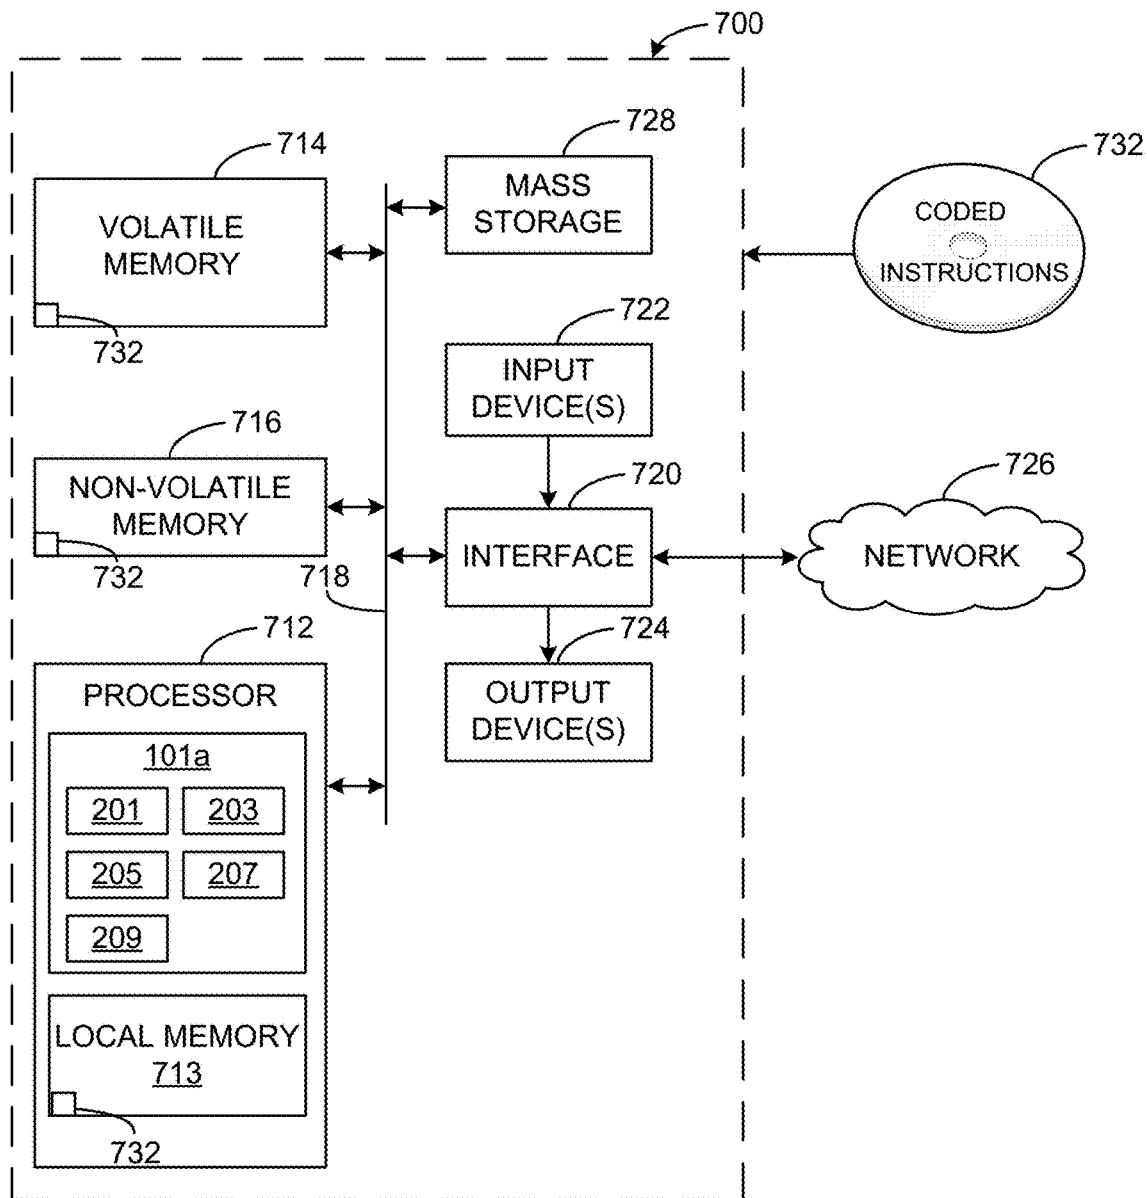 700
714
VOLATILE
MEMORY
732
728
MASS
STORAGE
732
CODED
INSTRUCTIONS
722
INPUT
DEVICE(S)
716
NON-VOLATILE
MEMORY
732
718
720
INTERFACE
726
NETWORK
712
PROCESSOR
101a
201
203
205
207
209
LOCAL MEMORY
713
732
724
OUTPUT
DEVICE(S)